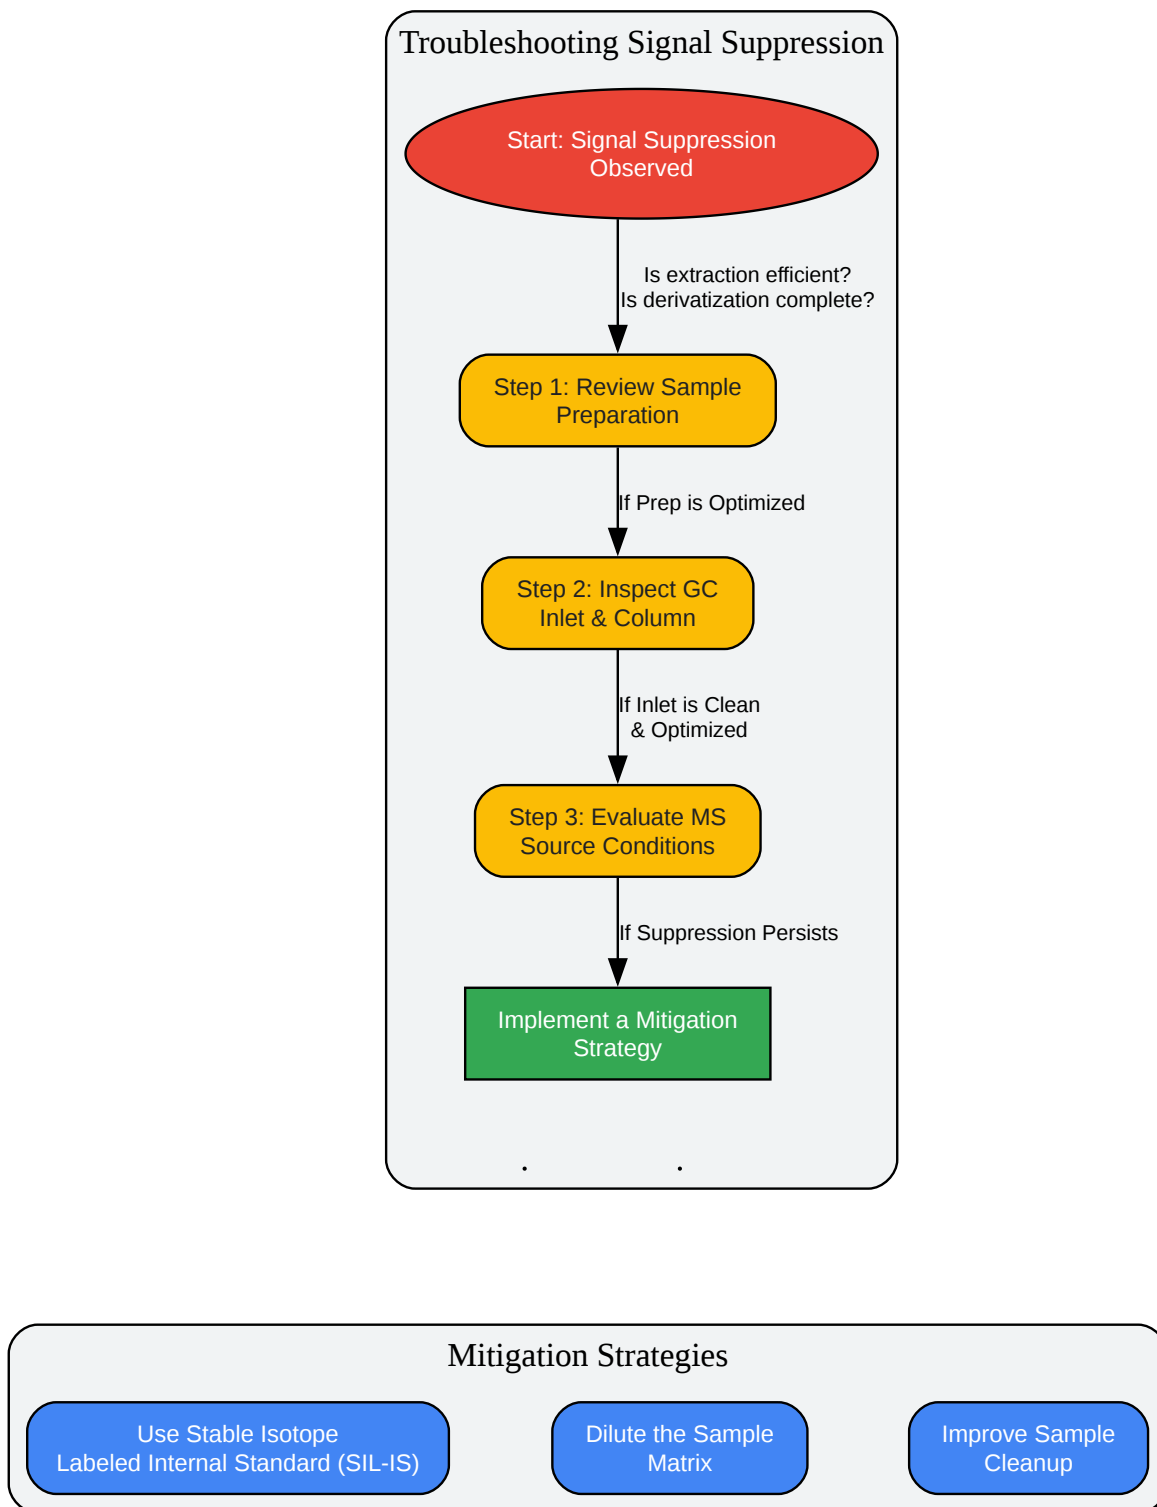 Troubleshooting Signal Suppression
Start: Signal Suppression
Observed
Is extraction efficient?
Is derivatization complete?
Step 1: Review Sample
Preparation
If Prep is Optimized
Step 2: Inspect GC
Inlet & Column
If Inlet is Clean
& Optimized
Step 3: Evaluate MS
Source Conditions
If Suppression Persists
Implement a Mitigation
Strategy
. .
Mitigation Strategies
Use Stable Isotope
Labeled Internal Standard (SIL-IS)
Dilute the Sample
Matrix
Improve Sample
Cleanup